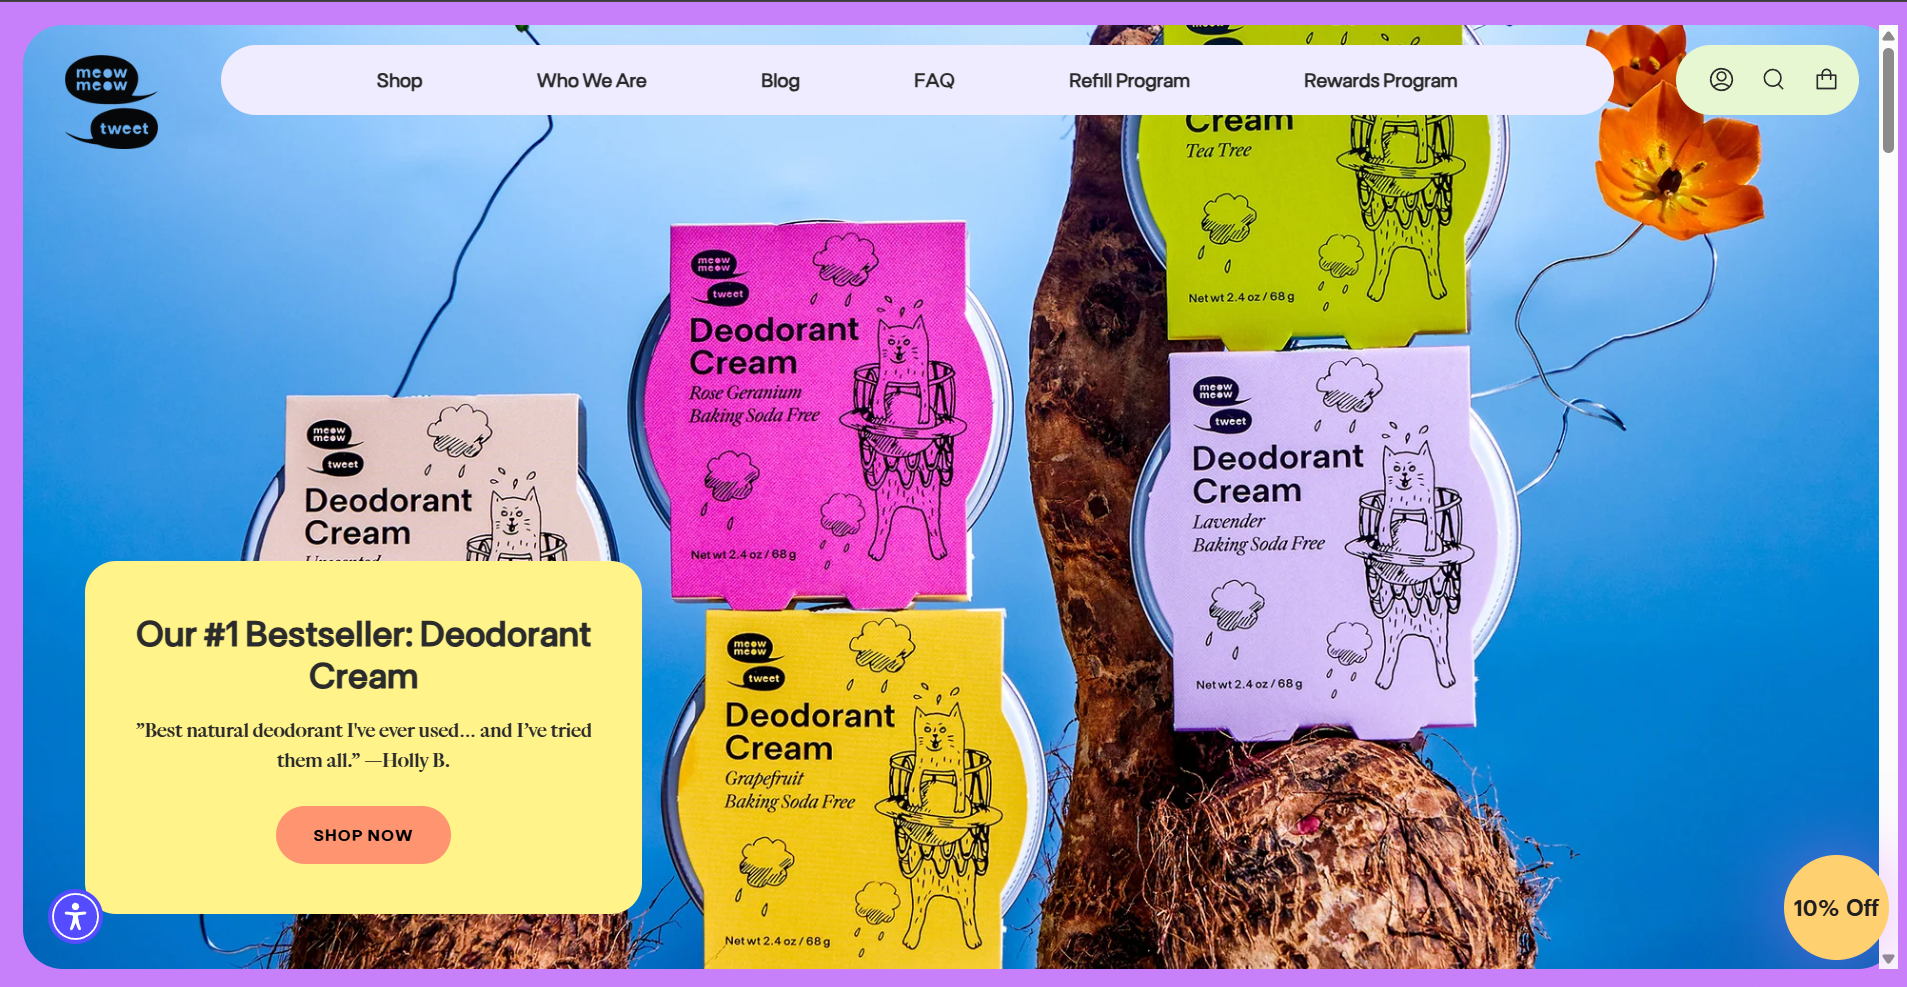 meow
meow
tweet
Shop
Who We Are
Blog
FAQ
Refill Program
Rewards Program
meow
Cream
Tea Tree
Net wt 2.4 oz / 68 g
meow
meow
tweet
Deodorant
Cream
Rose Geranium
Baking Soda Free
Net wt 2.4 oz / 68 g
meow
meow
tweet
Deodorant
Cream
Lavender
Baking Soda Free
Net wt 2.4 oz / 68 g
meow
meow
tweet
Deodorant
Cream
Unscented
meow
meow
tweet
Deodorant
Cream
Grapefruit
Baking Soda Free
Net wt 2.4 oz / 68 g
Our #1 Bestseller: Deodorant
Cream
”Best natural deodorant I've ever used... and I’ve tried
them all.” —Holly B.
SHOP NOW
10% Off